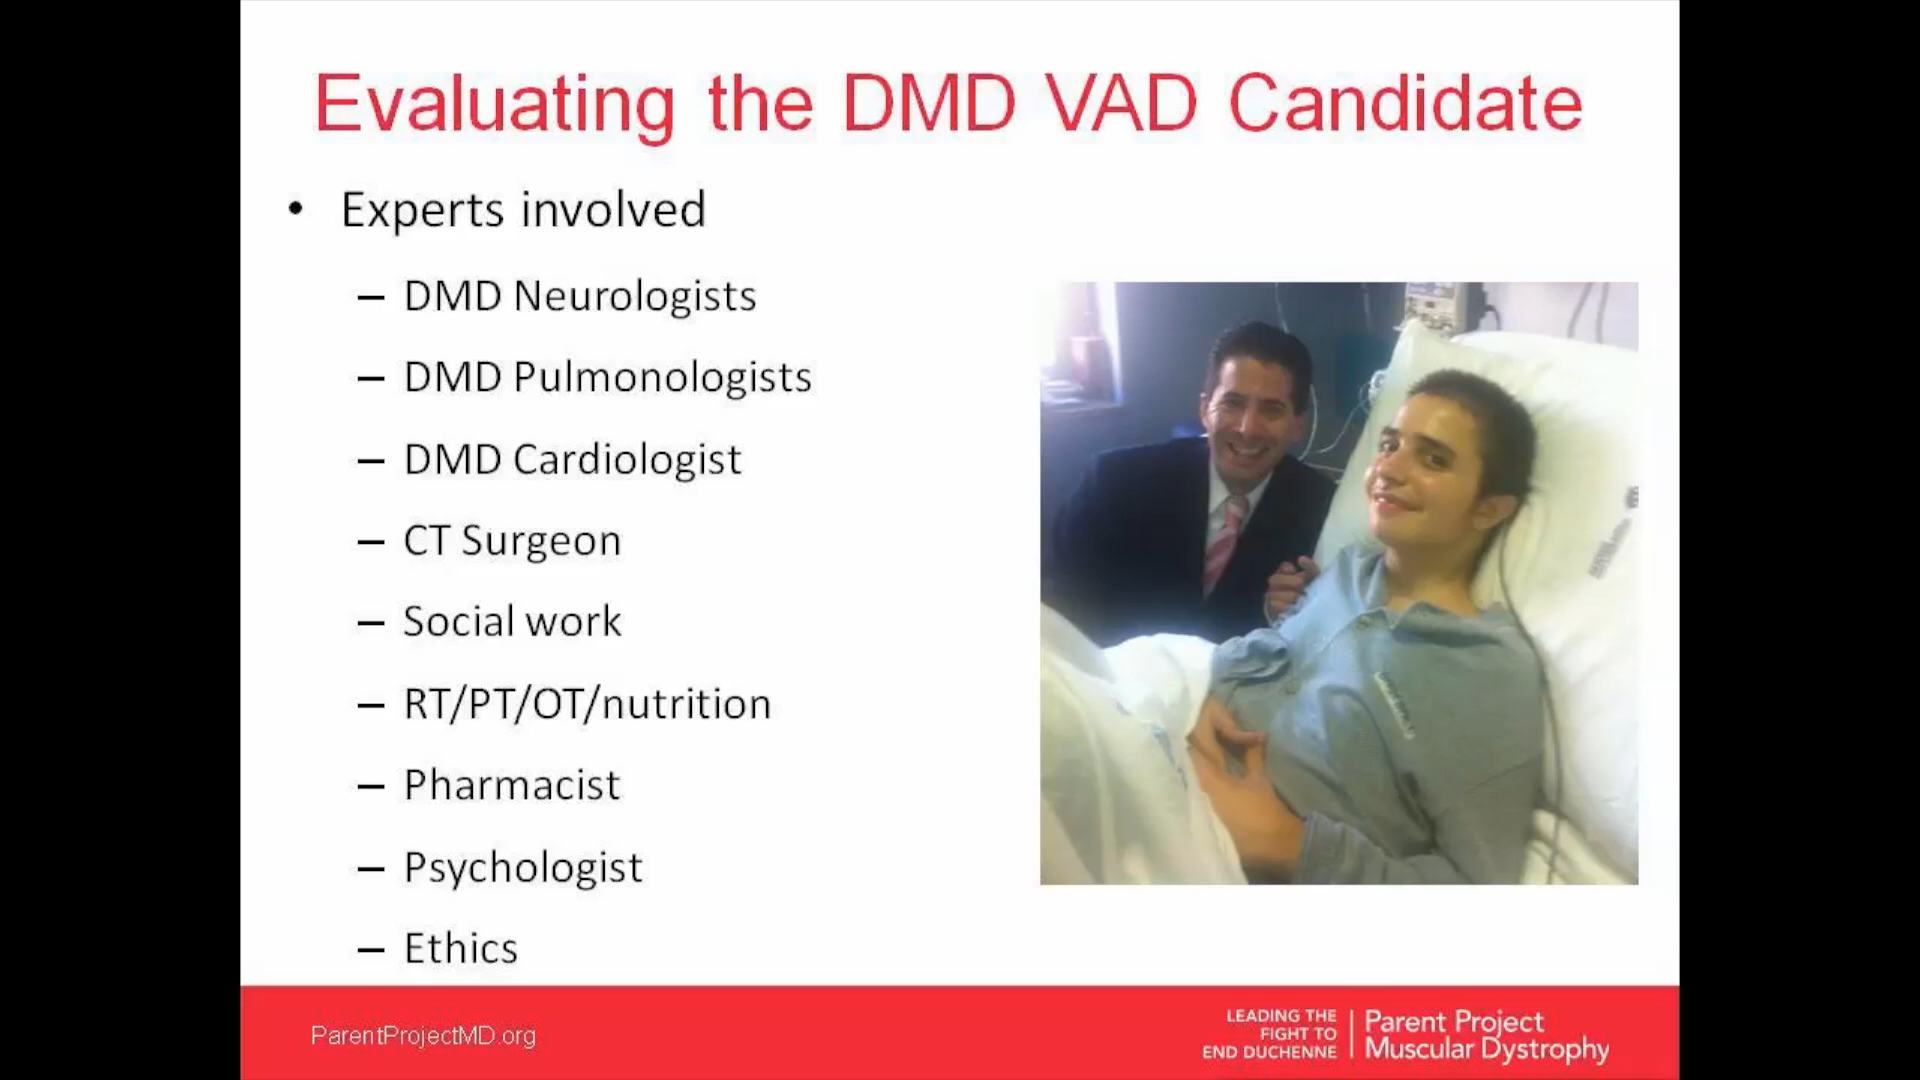 Evaluating the DMD VAD Candidate
• Experts involved
– DMD Neurologists
– DMD Pulmonologists
– DMD Cardiologist
– CT Surgeon
– Social work
– RT/PT/OT/nutrition
– Pharmacist
– Psychologist
– Ethics
ParentProjectMD.org
LEADING THE
FIGHT TO
END DUCHENNE
Parent Project
Muscular Dystrophy